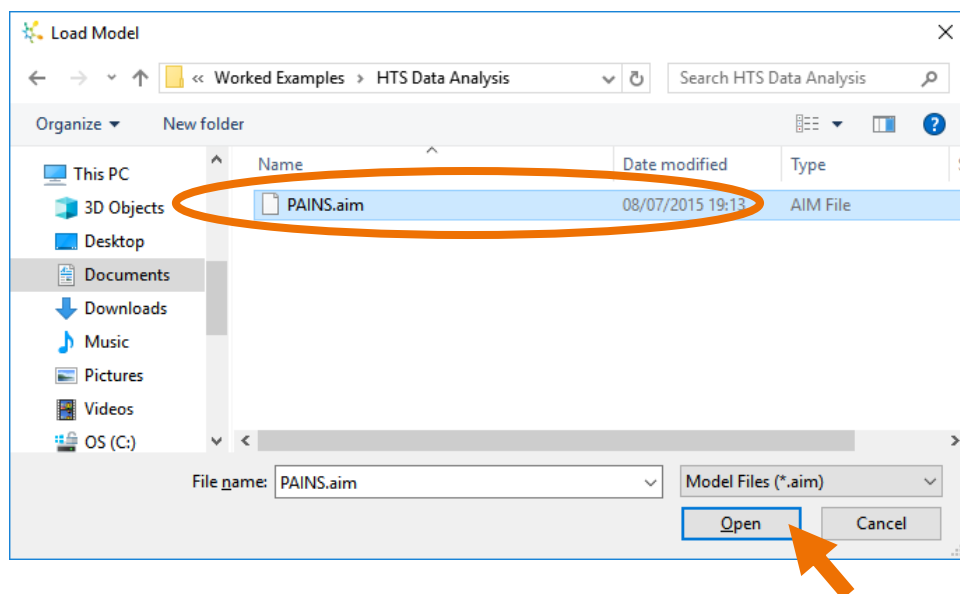 Load Model
« Worked Examples > HTS Data Analysis Search HTS Data Analysis
Organize New folder
Name Date modified Type
This PC
PAINS.aim 08/07/2015 19:13 AIM File
3D Objects
Desktop
Documents
Downloads
Music
Pictures
Videos
OS (C:)
File name: PAINS.aim Model Files (*.aim)
Open Cancel